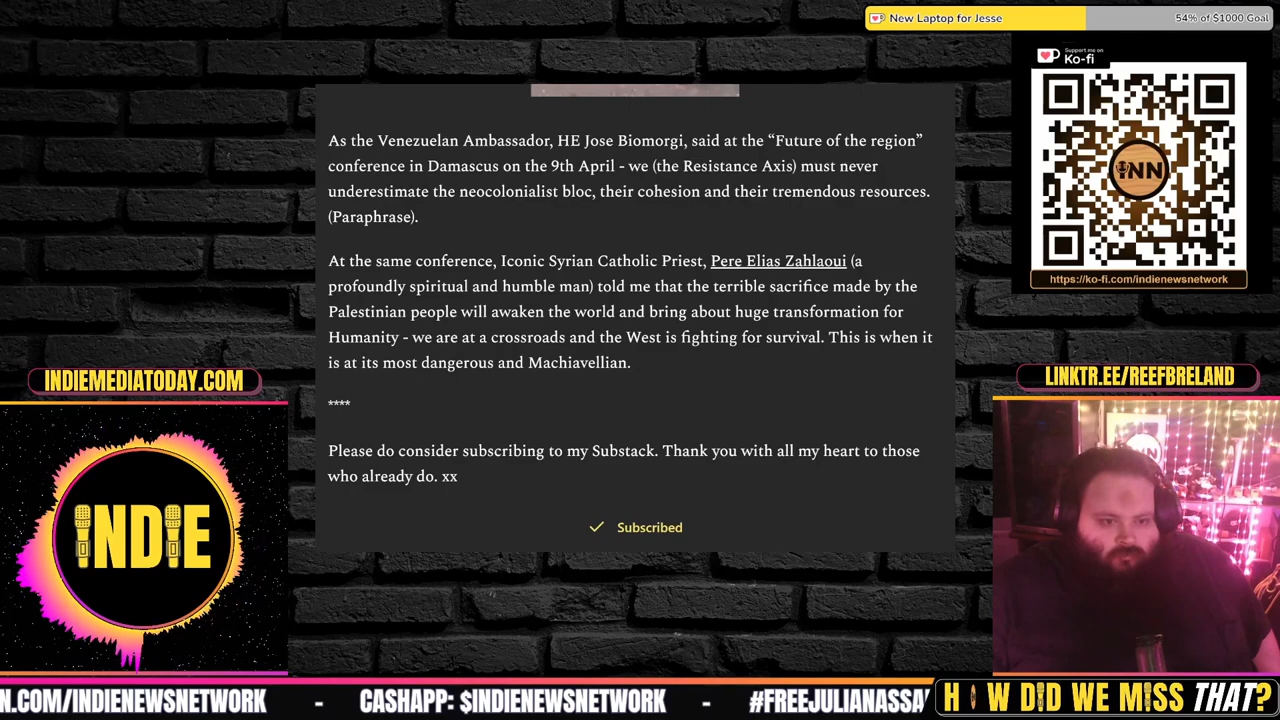 New Laptop for Jesse
54% of $1000 Goal
Support me on
Ko-fi
iNN
https://ko-fi.com/indienewsnetwork
As the Venezuelan Ambassador, HE Jose Biomorgi, said at the “Future of the region”
conference in Damascus on the 9th April - we (the Resistance Axis) must never
underestimate the neocolonialist bloc, their cohesion and their tremendous resources.
(Paraphrase).
At the same conference, Iconic Syrian Catholic Priest, Pere Elias Zahlaoui (a
profoundly spiritual and humble man) told me that the terrible sacrifice made by the
Palestinian people will awaken the world and bring about huge transformation for
Humanity - we are at a crossroads and the West is fighting for survival. This is when it
is at its most dangerous and Machiavellian.
****
Please do consider subscribing to my Substack. Thank you with all my heart to those
who already do. xx
Subscribed
INDIEMEDIATODAY.COM
INDIE
LINKTR.EE/REEFBRELAND
N.COM/INDIENEWSNETWORK - CASHAPP: $INDIENEWSNETWORK - #FREEJULIANASSA
HOW DID WE MISS THAT?